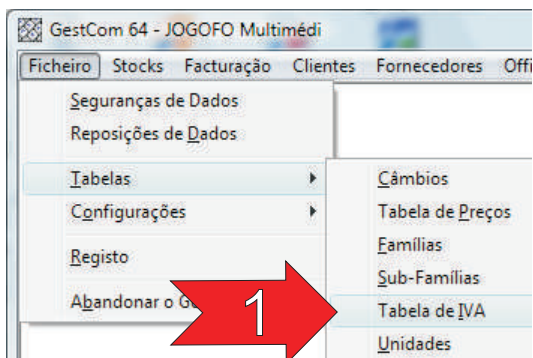 GestCom 64 - JOGOFO Multimédi
Ficheiro Stocks Facturação Clientes Fornecedores Offi
Seguranças de Dados
Reposições de Dados
Tabelas
Configurações
Registo
Abandonar o G
Câmbios
Tabela de Preços
Famílias
Sub-Famílias
Tabela de IVA
Unidades
1